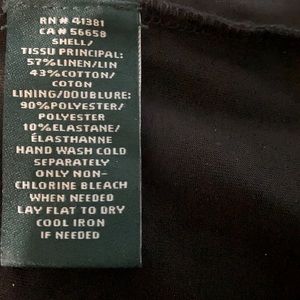 RN # 41381
CA # 56658
SHELL/
TISSU PRINCIPAL:
57% LINEN/LIN
43% COTTON/
COTON
LINING/DOUBLURE:
90% POLYESTER/
POLYESTER
10% ELASTANE/
ÉLASTHANNE
HAND WASH COLD
SEPARATELY
ONLY NON-
CHLORINE BLEACH
WHEN NEEDED
LAY FLAT TO DRY
COOL IRON
IF NEEDED